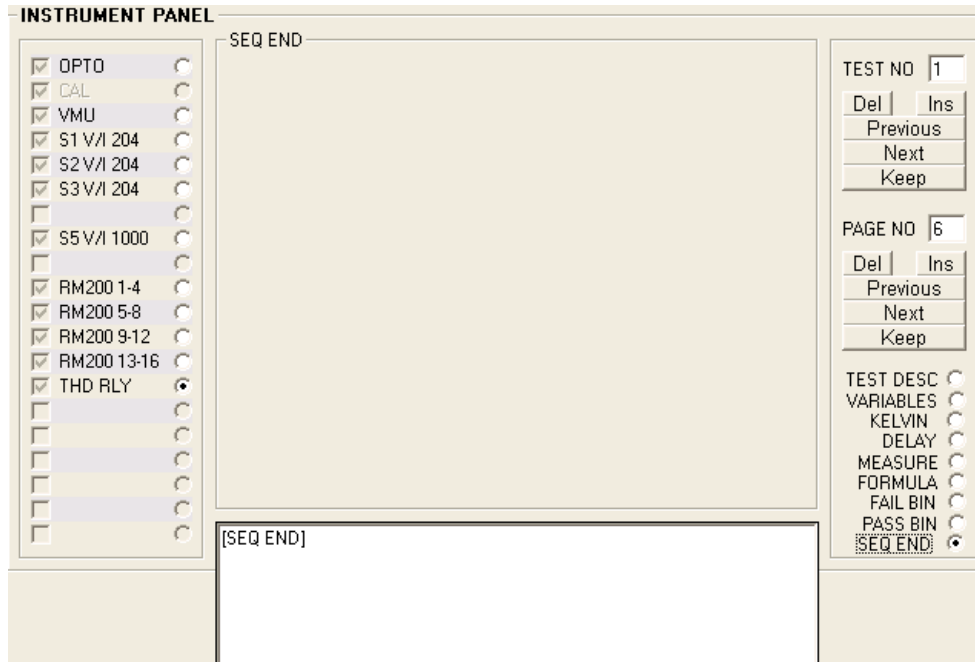 INSTRUMENT PANEL
SEQ END
OPTO
CAL
VMU
S1 V/I 204
S2 V/I 204
S3 V/I 204
S5 V/I 1000
RM200 1-4
RM200 5-8
RM200 9-12
RM200 13-16
THD RLY
[SEQ END]
TEST NO 1
Del Ins
Previous
Next
Keep
PAGE NO 6
Del Ins
Previous
Next
Keep
TEST DESC
VARIABLES
KELVIN
DELAY
MEASURE
FORMULA
FAIL BIN
PASS BIN
SEQ END